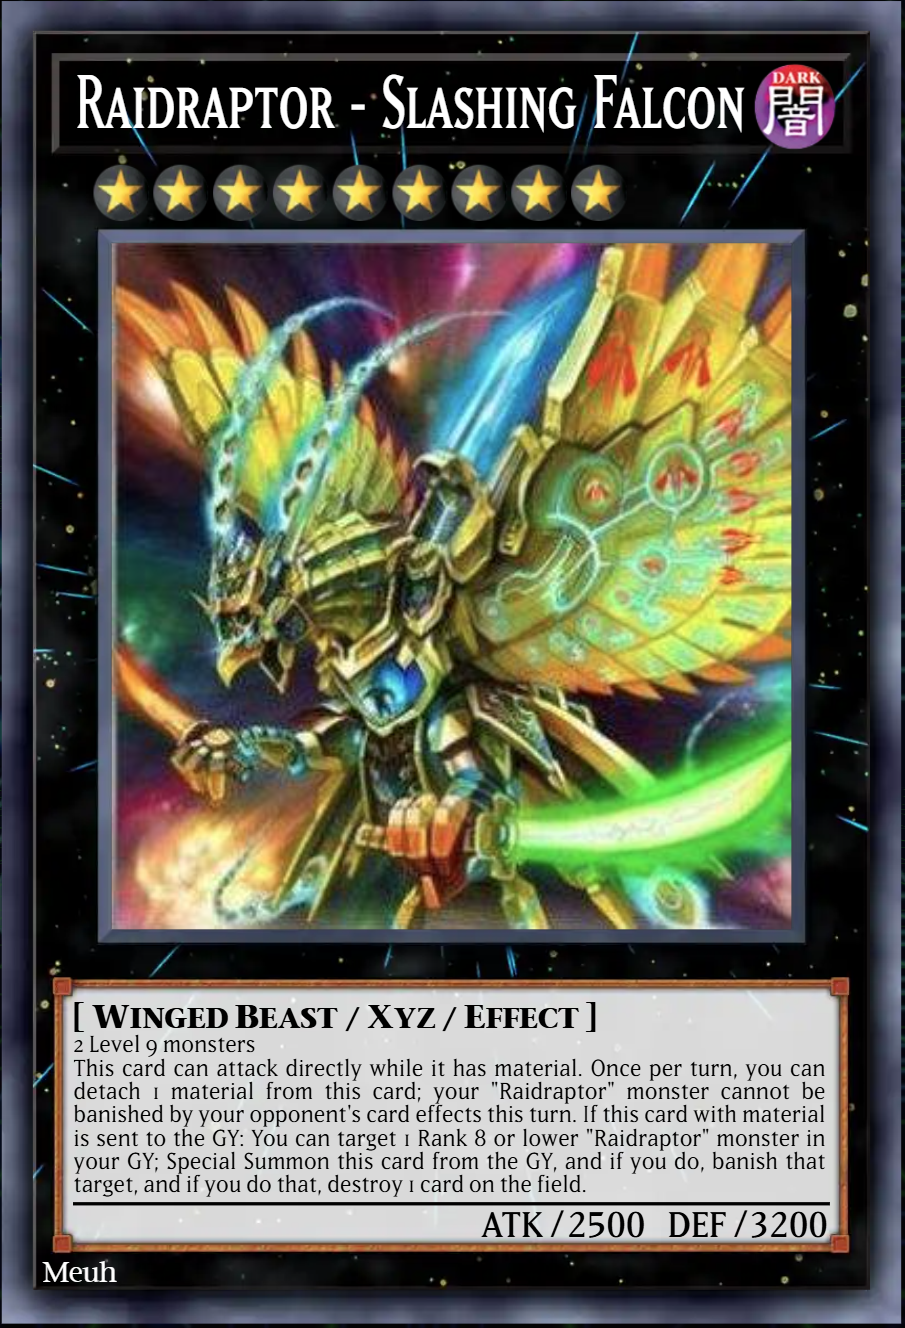 Raidraptor - Slashing Falcon
DARK
闇
[ Winged Beast / Xyz / Effect ]
2 Level 9 monsters
This card can attack directly while it has material. Once per turn, you can
detach 1 material from this card; your "Raidraptor" monster cannot be
banished by your opponent's card effects this turn. If this card with material
is sent to the GY: You can target 1 Rank 8 or lower "Raidraptor" monster in
your GY; Special Summon this card from the GY, and if you do, banish that
target, and if you do that, destroy 1 card on the field.
ATK/2500 DEF/3200
Meuh